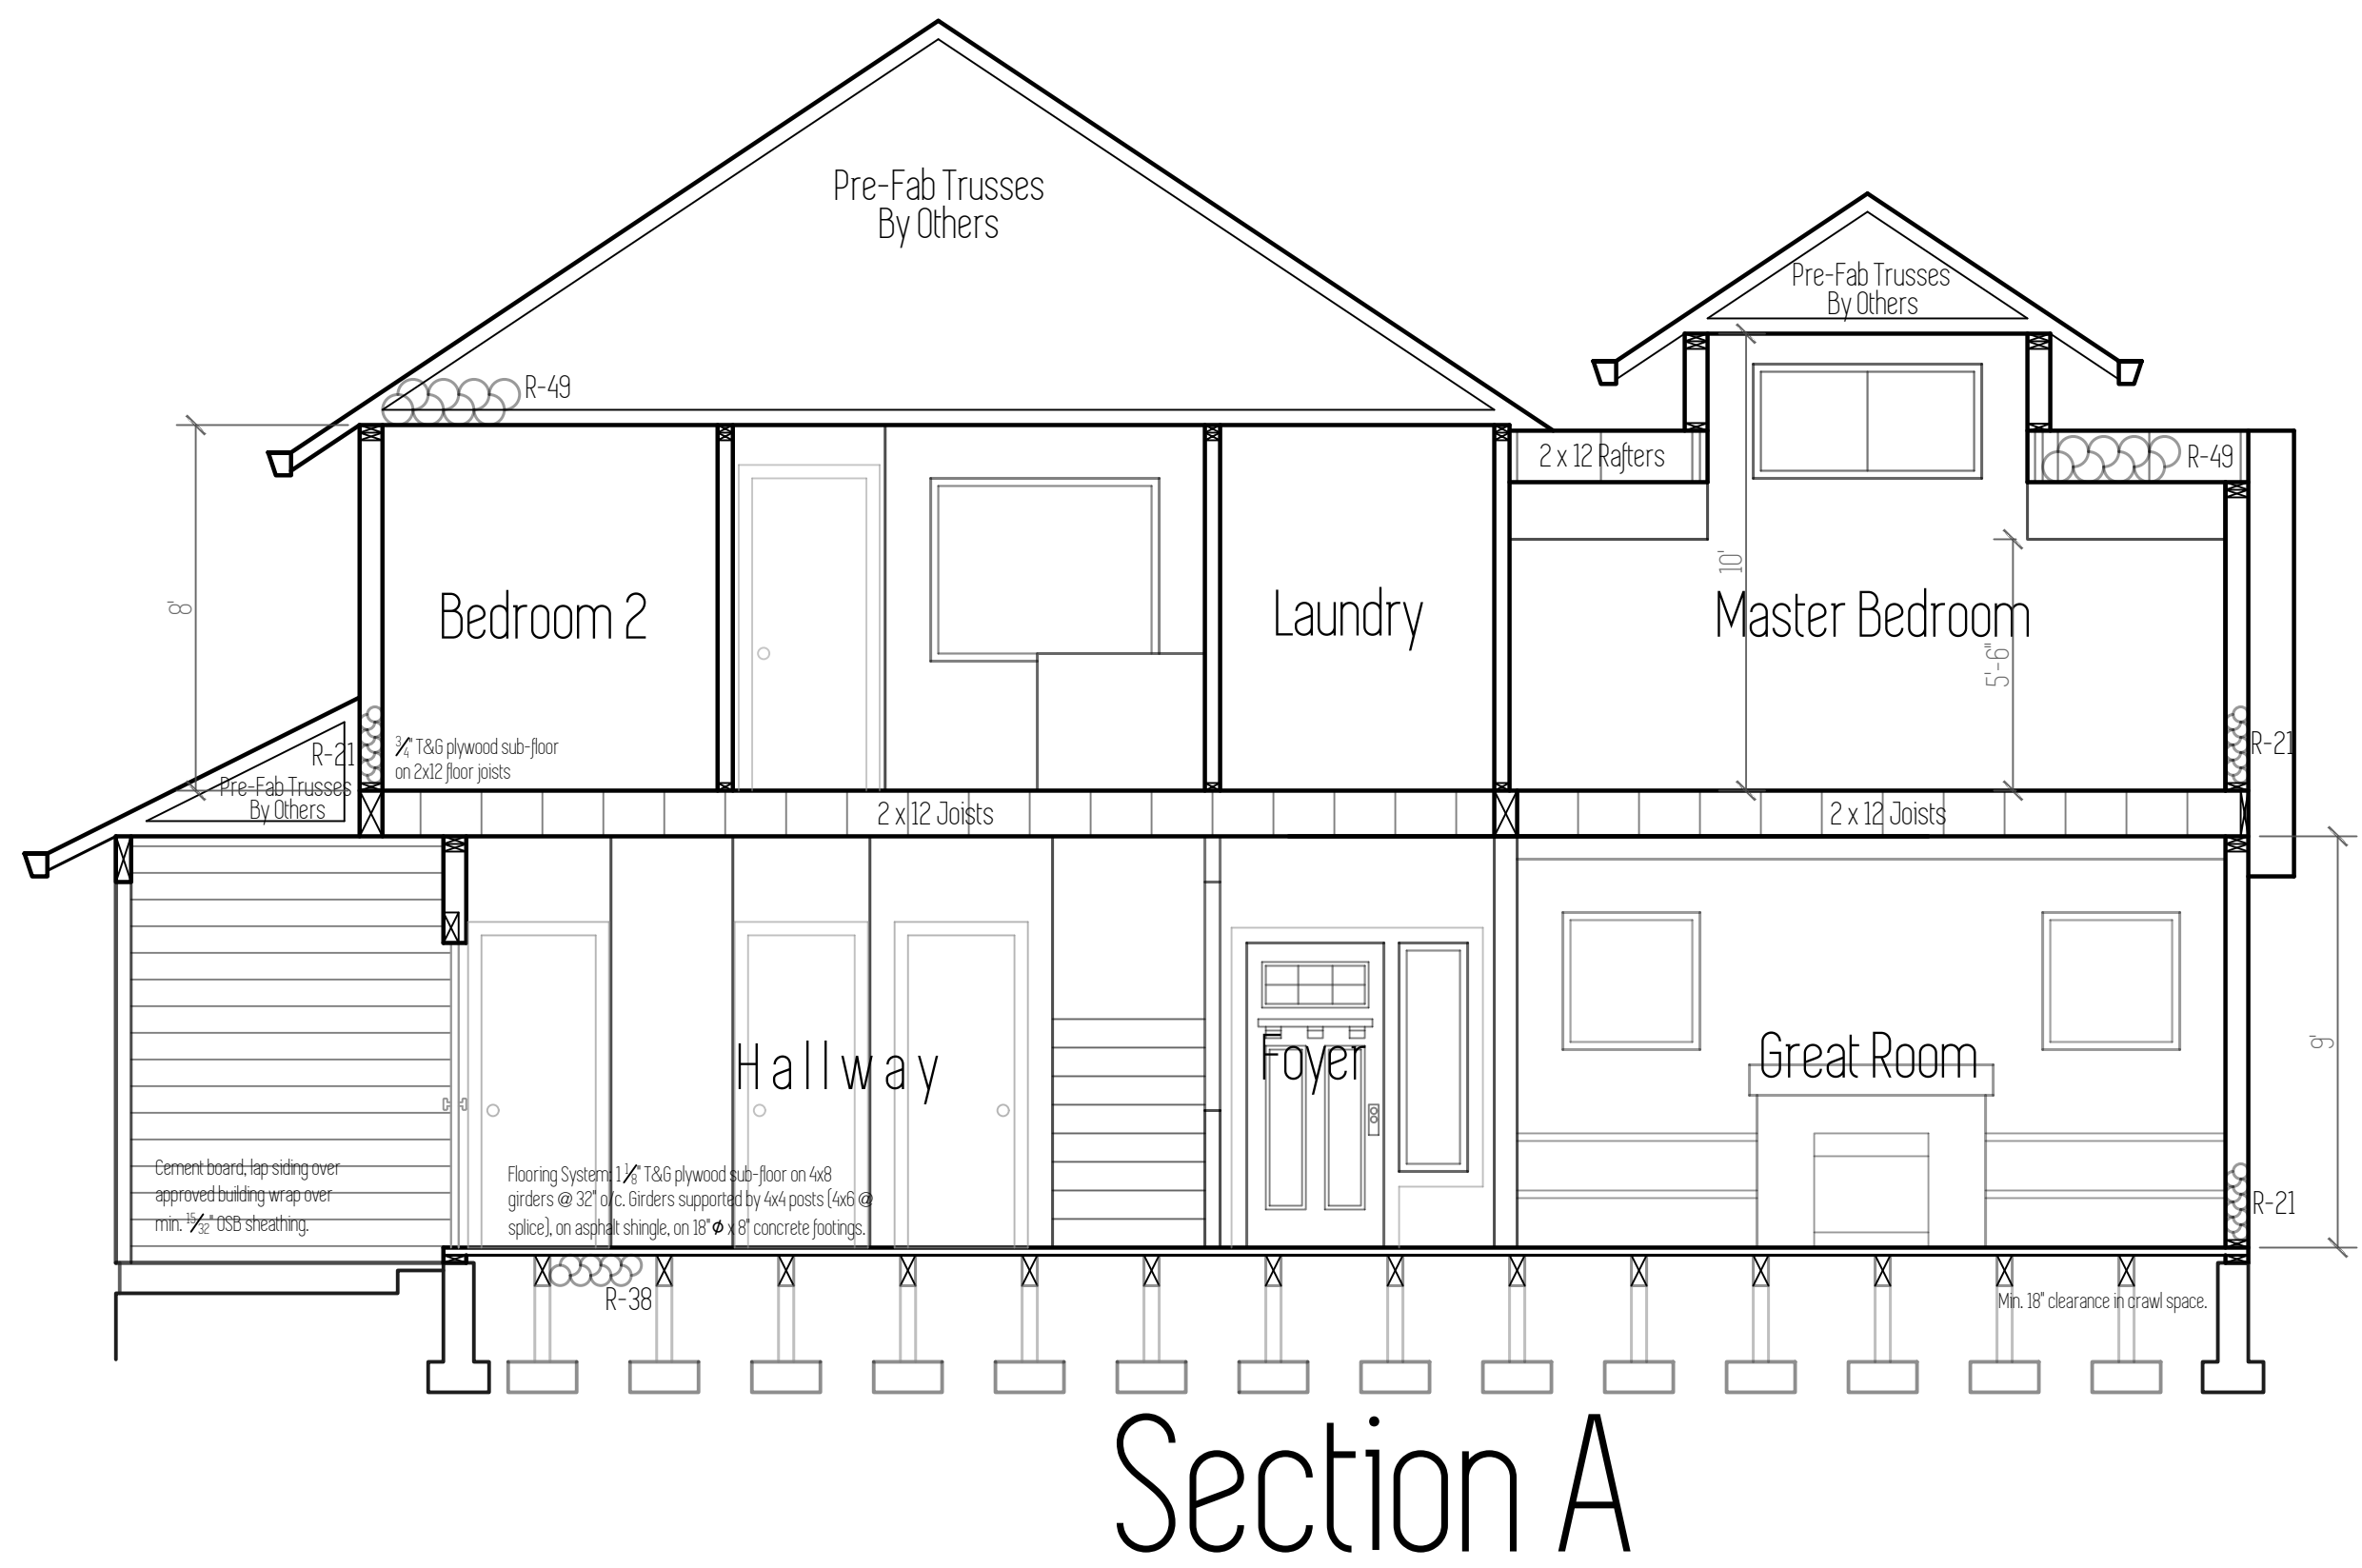 Pre-Fab Trusses
By Others
Pre-Fab Trusses
By Others
R-49
2 x 12 Rafters
R-49
10'
8'
Bedroom 2
Laundry
Master Bedroom
5'-6"
R-21
3/4" T&G plywood sub-floor
on 2x12 floor joists
R-21
Pre-Fab Trusses
By Others
2 x 12 Joists
2 x 12 Joists
9'
Hallway
Foyer
Great Room
Cement board, lap siding over
approved building wrap over
min. 15/32" OSB sheathing.
Flooring System: 1 1/8" T&G plywood sub-floor on 4x8
girders @ 32" o/c. Girders supported by 4x4 posts (4x6 @
splice), on asphalt shingle, on 18" ø x 8" concrete footings.
R-21
R-38
Min. 18" clearance in crawl space.
Section A